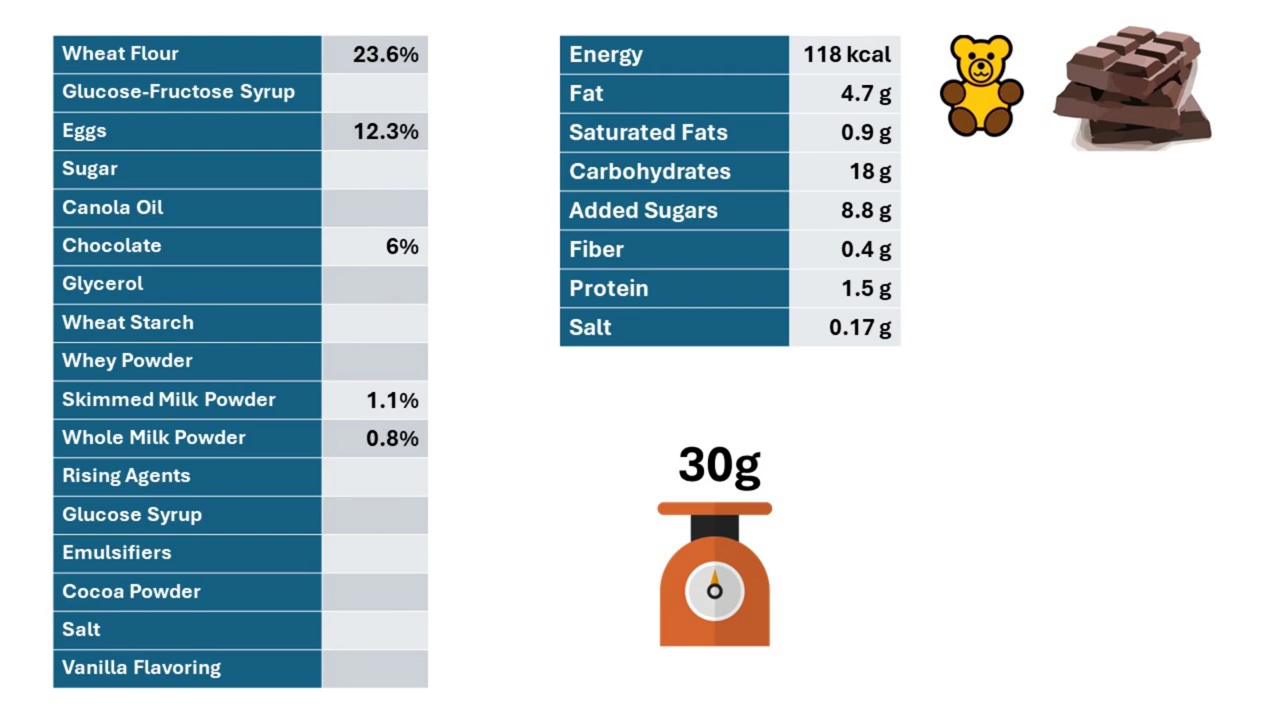 Wheat Flour 23.6%
Glucose-Fructose Syrup
Eggs 12.3%
Sugar
Canola Oil
Chocolate 6%
Glycerol
Wheat Starch
Whey Powder
Skimmed Milk Powder 1.1%
Whole Milk Powder 0.8%
Rising Agents
Glucose Syrup
Emulsifiers
Cocoa Powder
Salt
Vanilla Flavoring
Energy 118 kcal
Fat 4.7 g
Saturated Fats 0.9 g
Carbohydrates 18 g
Added Sugars 8.8 g
Fiber 0.4 g
Protein 1.5 g
Salt 0.17 g
30g